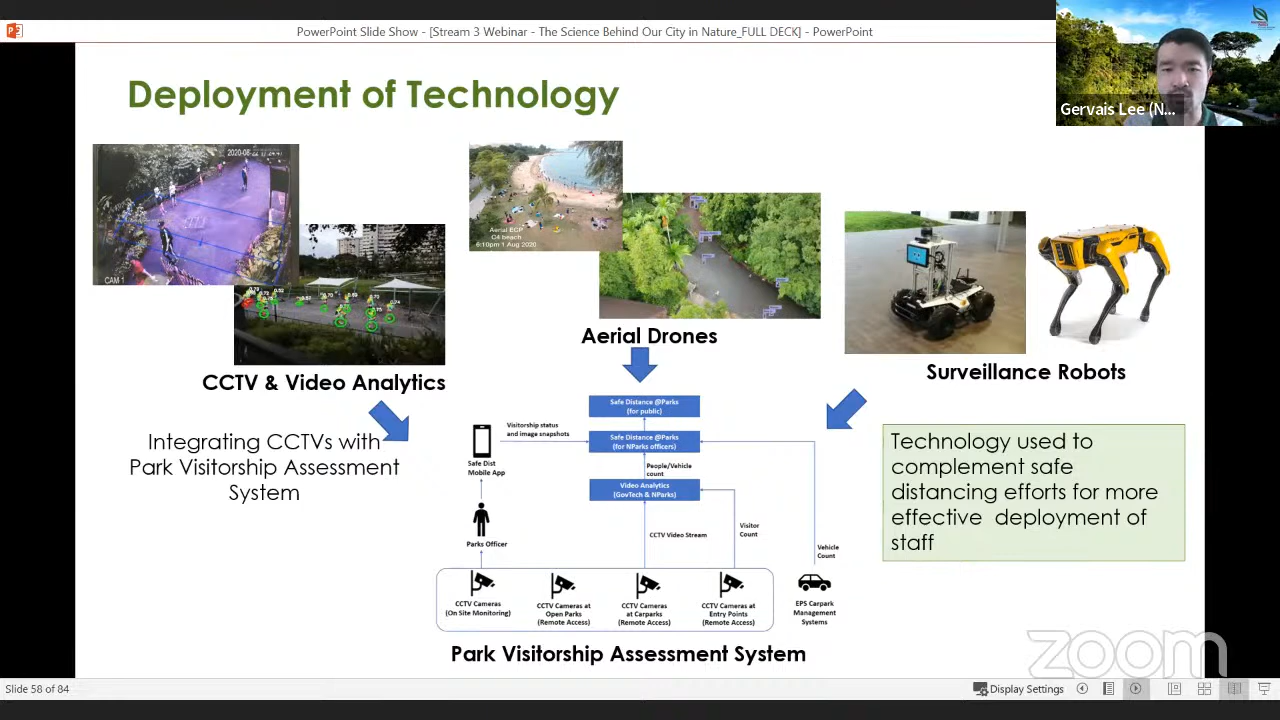 PowerPoint Slide Show - [Stream 3 Webinar - The Science Behind Our City in Nature_FULL DECK] - PowerPoint
Gervais Lee (N...
Deployment of Technology
CAM 1
Aerial ECP
C4 beach
6:10pm 1 Aug 2020
CCTV & Video Analytics
Aerial Drones
Surveillance Robots
Integrating CCTVs with
Park Visitorship Assessment
System
Safe Distance @Parks
(for public)
Visitorship status
and image snapshots
Safe Distance @Parks
(for NParks officers)
Safe Dist
Mobile App
People/Vehicle
count
Video Analytics
(GovTech & NParks)
Parks Officer
CCTV Video Stream
Visitor
Count
Vehicle
Count
CCTV Cameras
(On Site Monitoring)
CCTV Cameras at
Open Parks
(Remote Access)
CCTV Cameras
at Carparks
(Remote Access)
CCTV Cameras at
Entry Points
(Remote Access)
EPS Carpark
Management
Systems
Park Visitorship Assessment System
Technology used to
complement safe
distancing efforts for more
effective deployment of
staff
zoom
Slide 58 of 84
Display Settings